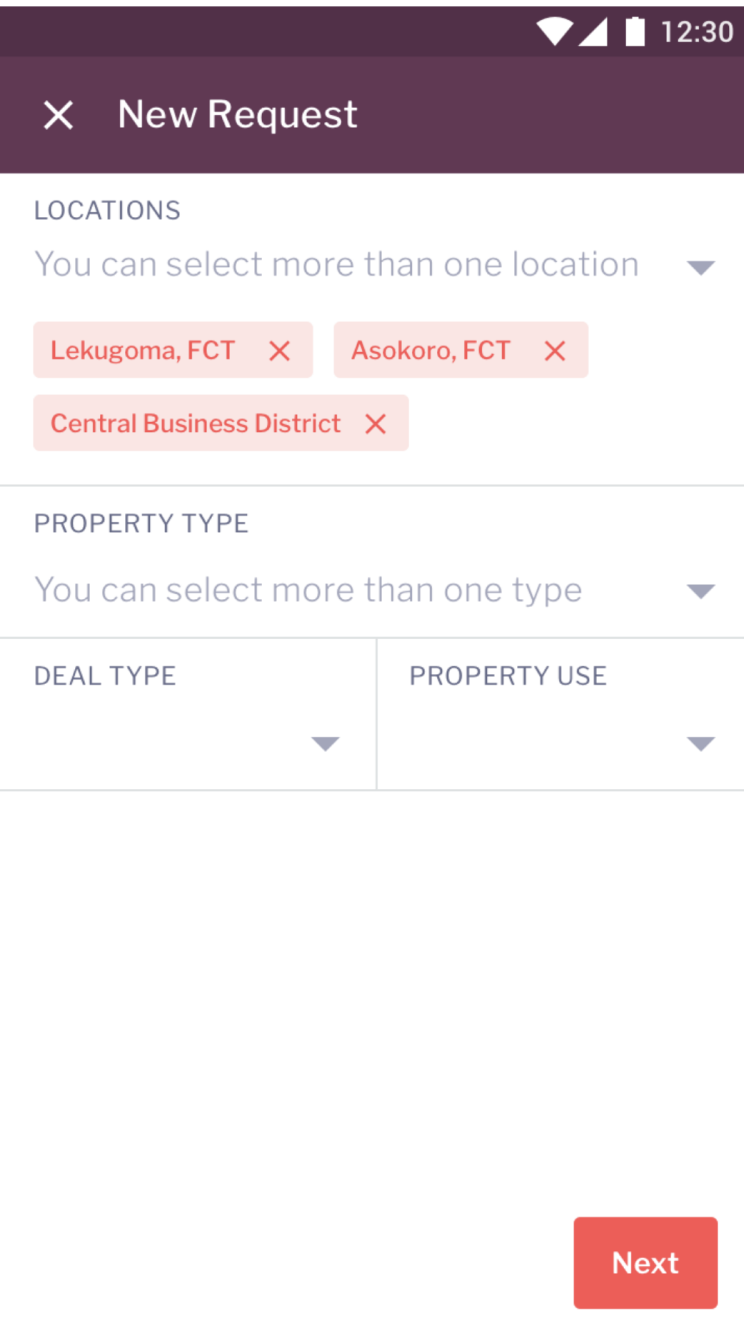 12:30
New Request
LOCATIONS
You can select more than one location
Lekugoma, FCT Asokoro, FCT
Central Business District
PROPERTY TYPE
You can select more than one type
DEAL TYPE PROPERTY USE
Next